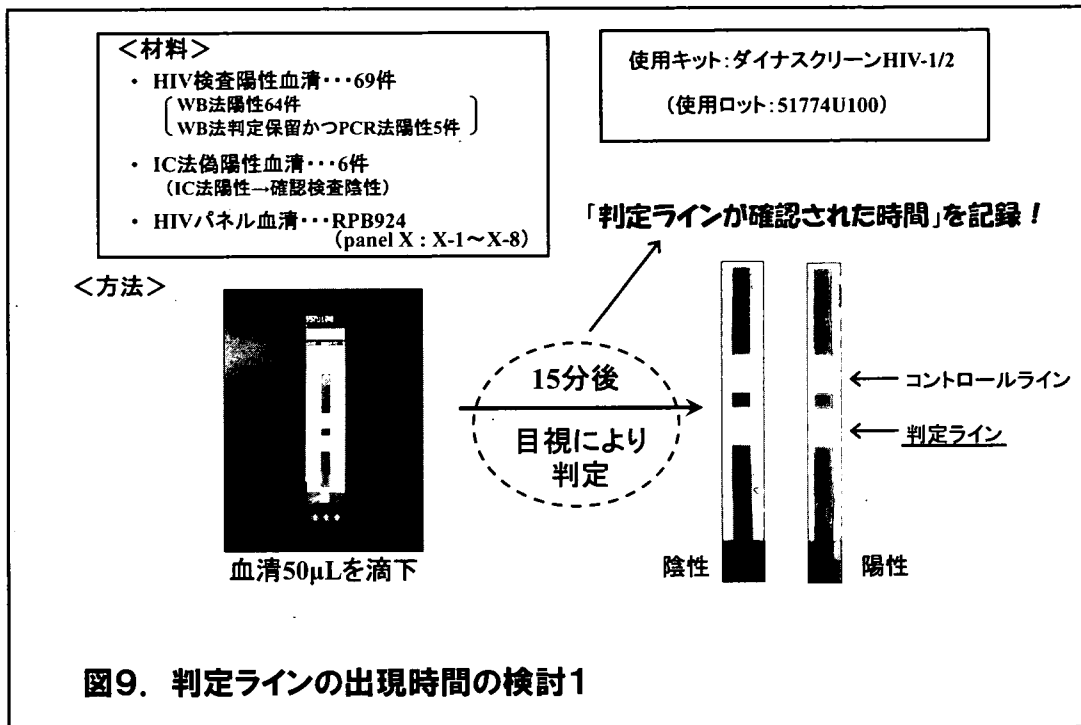 <材料>
・ HIV検査陽性血清・・・69件
WB法陽性64件
WB法判定保留かつPCR法陽性5件
・ IC法偽陽性血清・・・6件
(IC法陽性→確認検査陰性)
・ HIVパネル血清・・・RPB924
(panel X : X-1～X-8)
使用キット:ダイナスクリーンHIV-1/2
(使用ロット:51774U100)
「判定ラインが確認された時間」を記録！
<方法>
15分後
目視により
判定
コントロールライン
判定ライン
陰性
陽性
血清50μLを滴下
図9. 判定ラインの出現時間の検討1